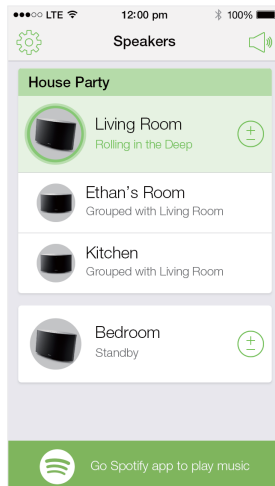 LTE 12:00 pm 100%
Speakers
House Party
Living Room
Rolling in the Deep
Ethan's Room
Grouped with Living Room
Kitchen
Grouped with Living Room
Bedroom
Standby
Go Spotify app to play music